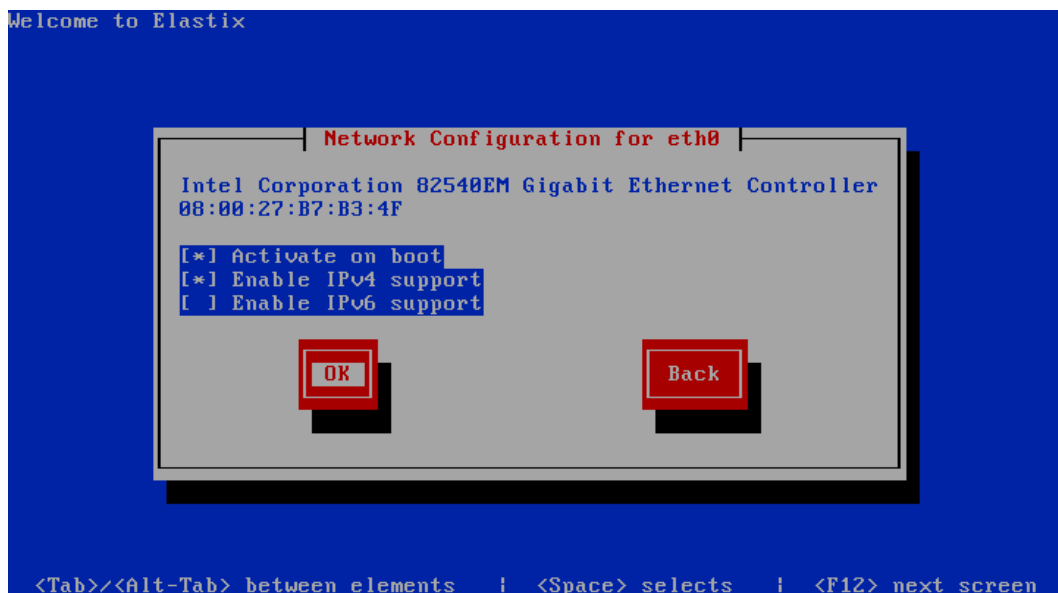 Welcome to Elastix
Network Configuration for eth0
Intel Corporation 82540EM Gigabit Ethernet Controller
08:00:27:B7:B3:4F
[*] Activate on boot
[*] Enable IPv4 support
[ ] Enable IPv6 support
OK Back
<Tab>/<Alt-Tab> between elements | <Space> selects | <F12> next screen